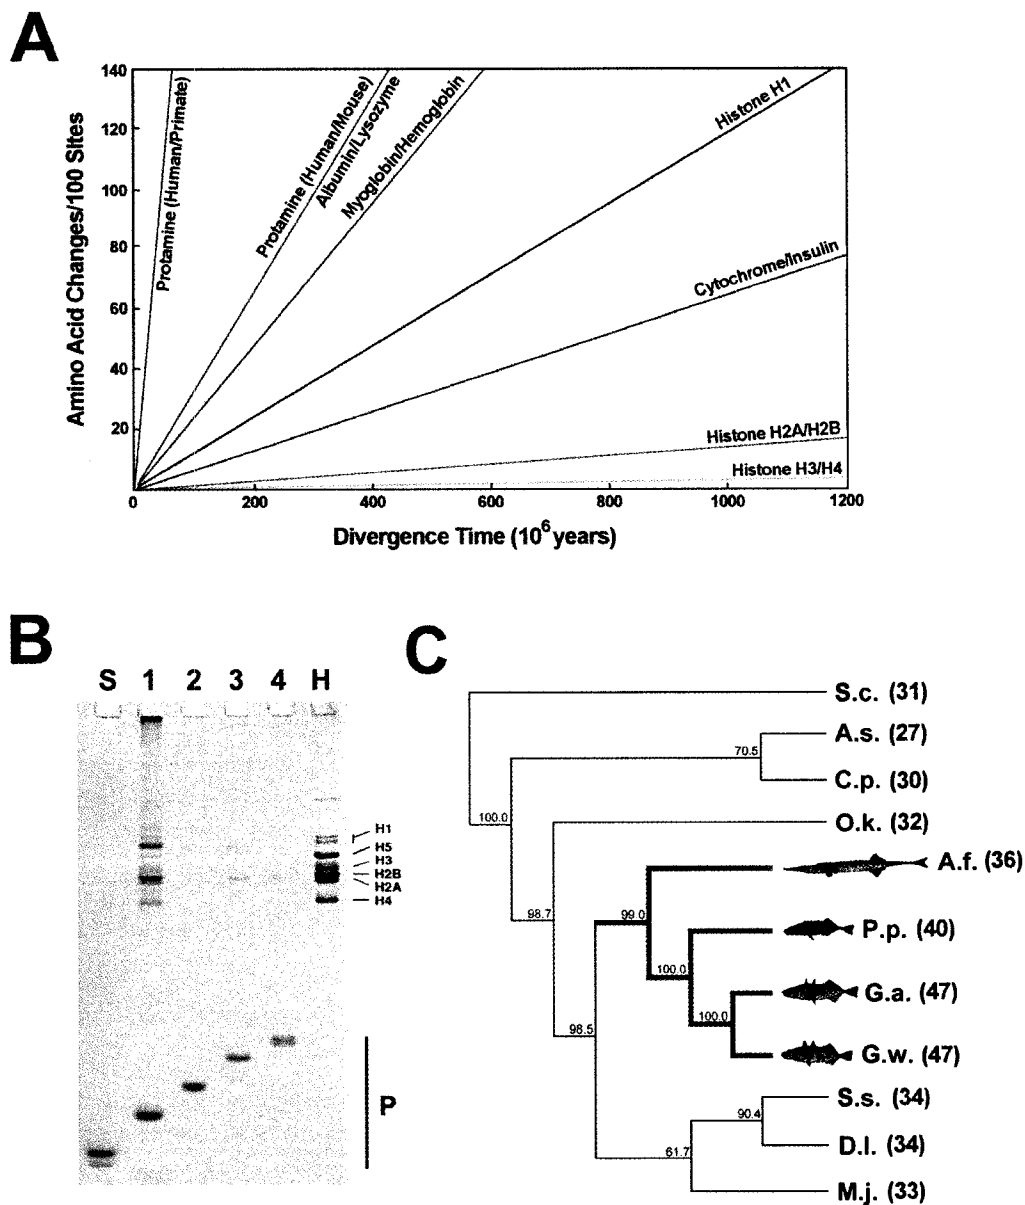 A
Amino Acid Changes/100 Sites
140
120
100
80
60
40
20
0
200
400
600
800
1000
1200
Divergence Time (10^6 years)
Protamine (Human/Primate)
Protamine (Human/Mouse)
Albumin/Lysozyme
Myoglobin/Hemoglobin
Histone H1
Cytochrome/Insulin
Histone H2A/H2B
Histone H3/H4
B
S 1 2 3 4 H
H1
H5
H3
H2B
H2A
H4
P
C
S.c. (31)
A.s. (27)
70.5
C.p. (30)
100.0
O.k. (32)
A.f. (36)
98.7
99.0
P.p. (40)
100.0
G.a. (47)
100.0
98.5
G.w. (47)
S.s. (34)
90.4
D.l. (34)
61.7
M.j. (33)